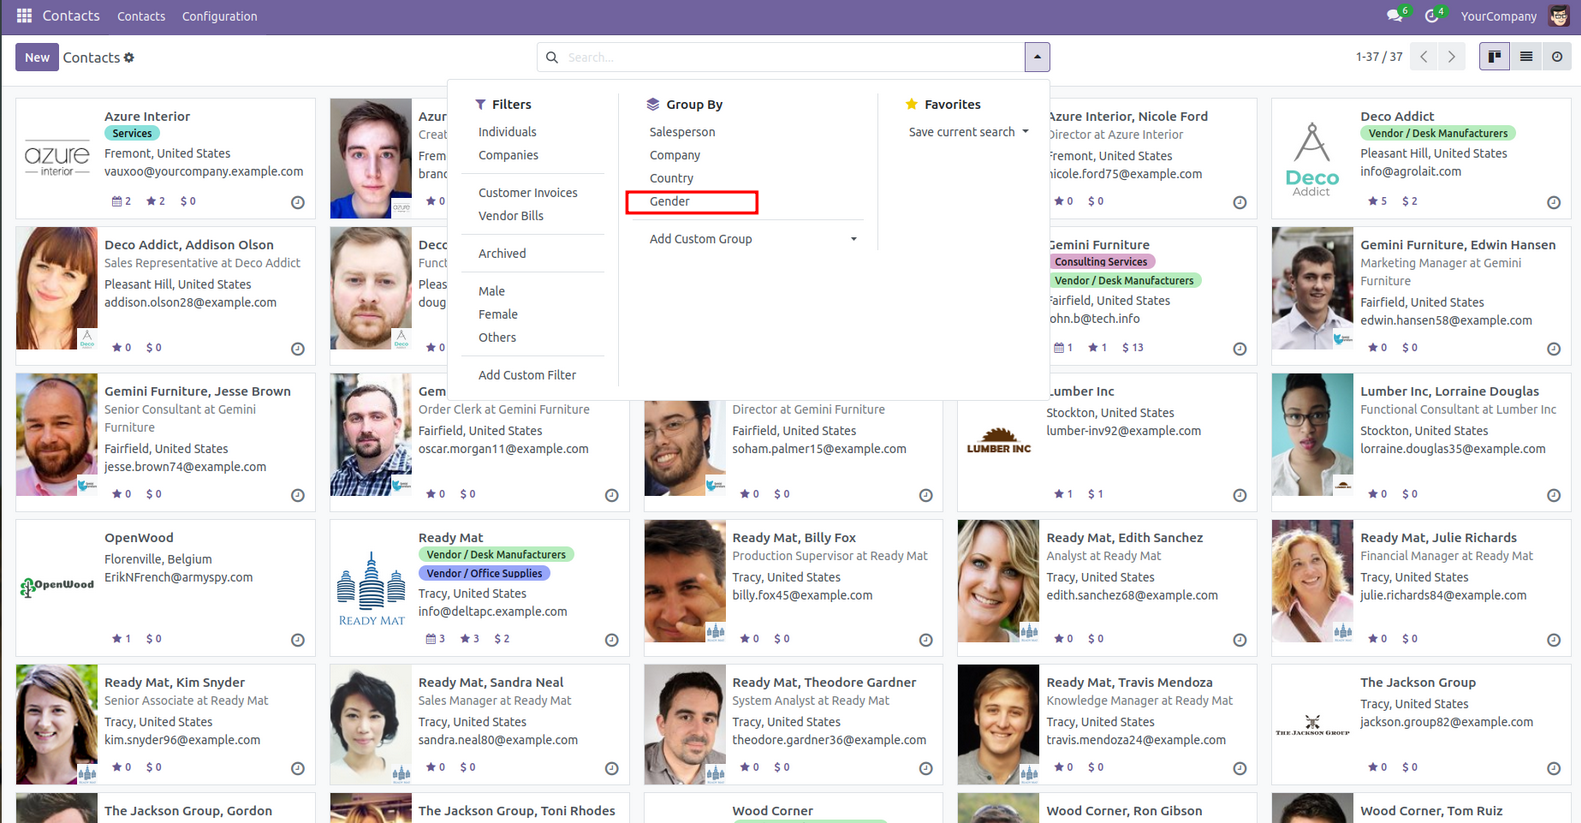 Contacts Contacts Configuration 6 4 YourCompany
New Contacts Search... 1-37 / 37
Filters
Individuals
Companies
Customer Invoices
Vendor Bills
Archived
Male
Female
Others
Add Custom Filter
Group By
Salesperson
Company
Country
Gender
Add Custom Group
Favorites
Save current search
azure
interior
Azure Interior
Services
Fremont, United States
vauxoo@yourcompany.example.com
2 2 $ 0
Azur
Creat
Frem
bran
0
Azure Interior, Nicole Ford
Director at Azure Interior
Fremont, United States
nicole.ford75@example.com
0 $ 0
Deco
Addict
Deco Addict
Vendor / Desk Manufacturers
Pleasant Hill, United States
info@agrolait.com
5 $ 2
Deco Addict, Addison Olson
Sales Representative at Deco Addict
Pleasant Hill, United States
addison.olson28@example.com
0 $ 0
Deco
Funct
Pleas
doug
0
Gemini Furniture
Consulting Services
Vendor / Desk Manufacturers
Fairfield, United States
john.b@tech.info
1 1 $ 13
Gemini Furniture, Edwin Hansen
Marketing Manager at Gemini
Furniture
Fairfield, United States
edwin.hansen58@example.com
0 $ 0
Gemini Furniture, Jesse Brown
Senior Consultant at Gemini
Furniture
Fairfield, United States
jesse.brown74@example.com
0 $ 0
Gem
Order Clerk at Gemini Furniture
Fairfield, United States
oscar.morgan11@example.com
0 $ 0
Director at Gemini Furniture
Fairfield, United States
soham.palmer15@example.com
0 $ 0
LUMBER INC
Lumber Inc
Stockton, United States
lumber-inv92@example.com
1 $ 1
Lumber Inc, Lorraine Douglas
Functional Consultant at Lumber Inc
Stockton, United States
lorraine.douglas35@example.com
0 $ 0
OpenWood
OpenWood
Florenville, Belgium
ErikNFrench@armyspy.com
1 $ 0
READY MAT
Ready Mat
Vendor / Desk Manufacturers
Vendor / Office Supplies
Tracy, United States
info@deltapc.example.com
3 3 $ 2
Ready Mat, Billy Fox
Production Supervisor at Ready Mat
Tracy, United States
billy.fox45@example.com
0 $ 0
Ready Mat, Edith Sanchez
Analyst at Ready Mat
Tracy, United States
edith.sanchez68@example.com
0 $ 0
Ready Mat, Julie Richards
Financial Manager at Ready Mat
Tracy, United States
julie.richards84@example.com
0 $ 0
Ready Mat, Kim Snyder
Senior Associate at Ready Mat
Tracy, United States
kim.snyder96@example.com
0 $ 0
Ready Mat, Sandra Neal
Sales Manager at Ready Mat
Tracy, United States
sandra.neal80@example.com
0 $ 0
Ready Mat, Theodore Gardner
System Analyst at Ready Mat
Tracy, United States
theodore.gardner36@example.com
0 $ 0
Ready Mat, Travis Mendoza
Knowledge Manager at Ready Mat
Tracy, United States
travis.mendoza24@example.com
0 $ 0
THE JACKSON GROUP
The Jackson Group
Tracy, United States
jackson.group82@example.com
0 $ 0
The Jackson Group, Gordon
The Jackson Group, Toni Rhodes
Wood Corner
Wood Corner, Ron Gibson
Wood Corner, Tom Ruiz